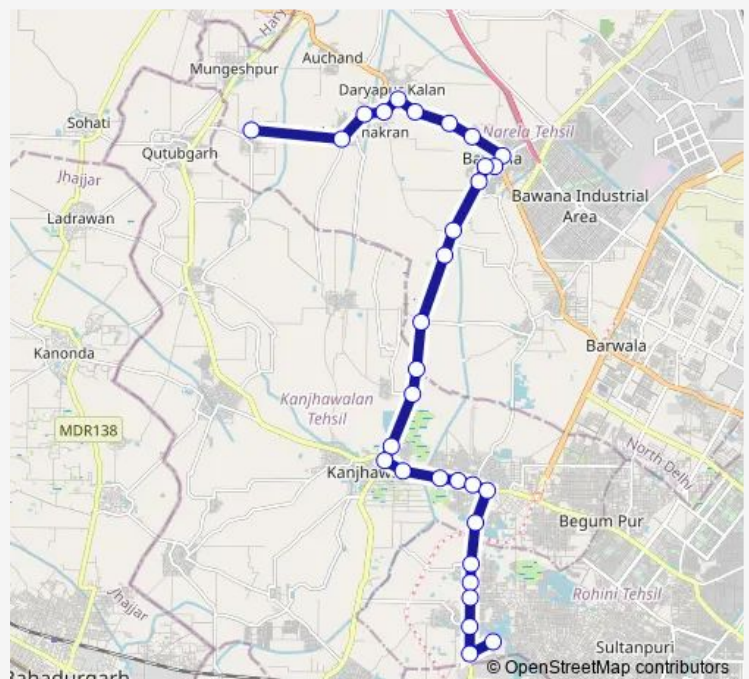 Auchand
Mungeshpur
Daryapur Kalan
Sohati
nakran
Narela Tehsil
Qutubgarh
Jhajjar
Bawana Industrial
Area
Ladrawan
Barwala
Kanonda
Kanjhawalan
Tehsil
MDR138
North Delhi
Begum Pur
Jhajjar
Rohini Tehsil
Sultanpuri
Bahadurgarh
© OpenStreetMap contributors